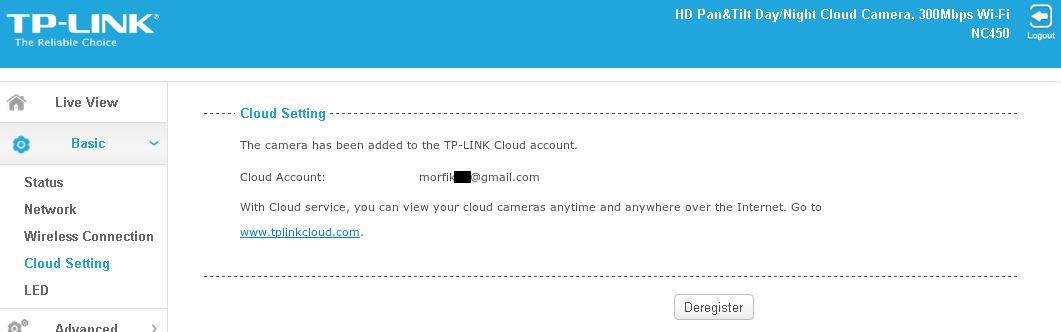 TP-LINK®
The Reliable Choice
HD Pan&Tilt Day/Night Cloud Camera, 300Mbps Wi-Fi
NC450
Logout
Live View
Basic
Status
Network
Wireless Connection
Cloud Setting
LED
Advanced
Cloud Setting
The camera has been added to the TP-LINK Cloud account.
Cloud Account: morfik @gmail.com
With Cloud service, you can view your cloud cameras anytime and anywhere over the Internet. Go to
www.tplinkcloud.com.
Deregister